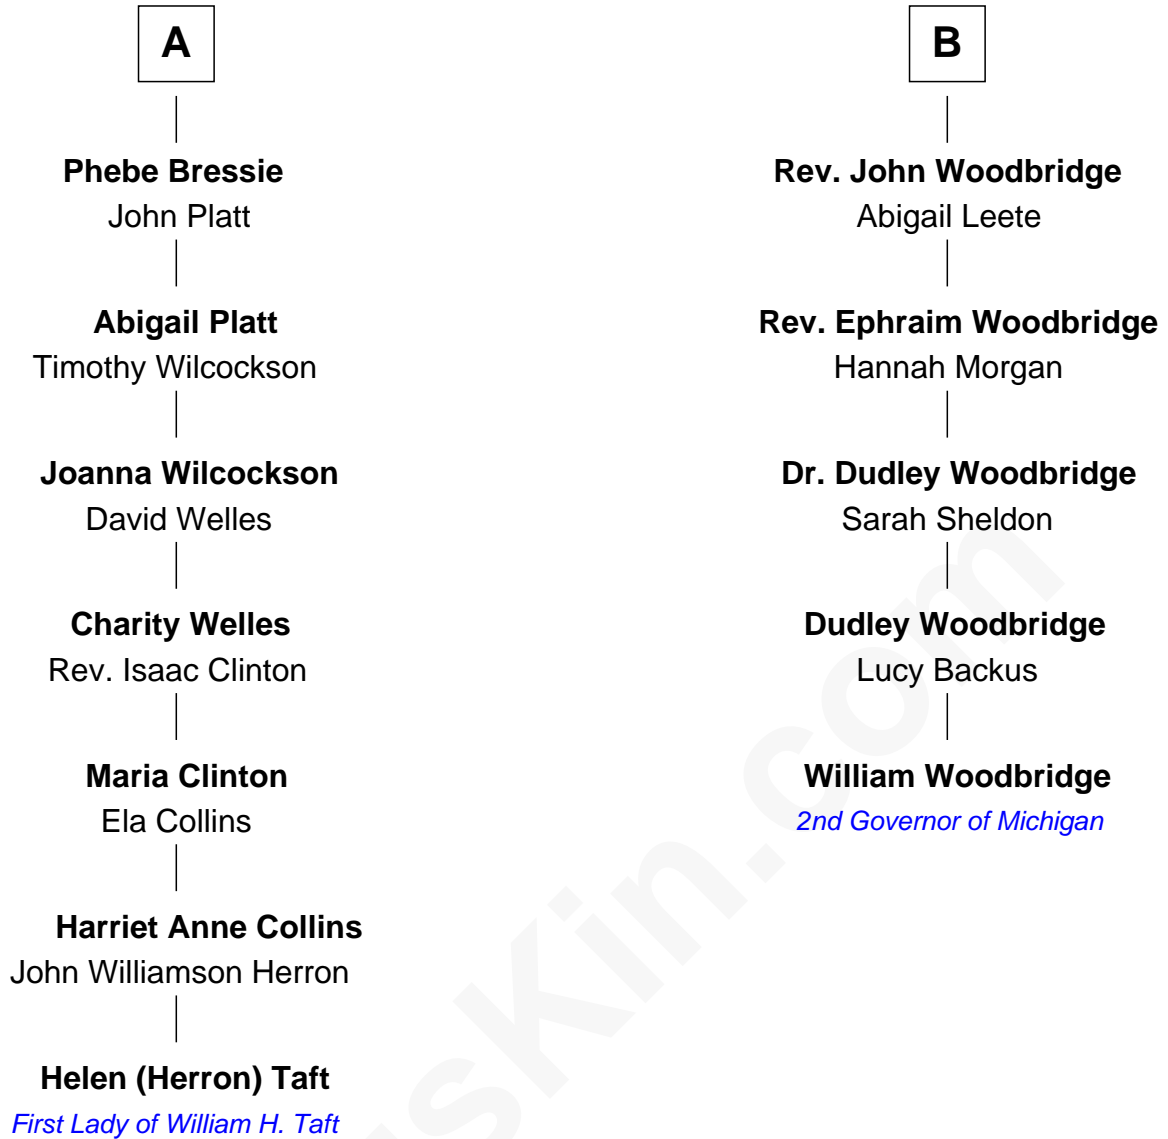 A
Phebe Bressie
John Platt
Abigail Platt
Timothy Wilcockson
Joanna Wilcockson
David Welles
Charity Welles
Rev. Isaac Clinton
Maria Clinton
Ela Collins
Harriet Anne Collins
John Williamson Herron
Helen (Herron) Taft
First Lady of William H. Taft
B
Rev. John Woodbridge
Abigail Leete
Rev. Ephraim Woodbridge
Hannah Morgan
Dr. Dudley Woodbridge
Sarah Sheldon
Dudley Woodbridge
Lucy Backus
William Woodbridge
2nd Governor of Michigan
usKin.com